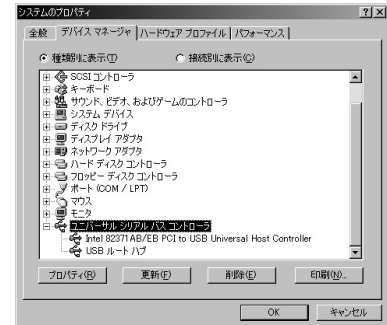 システムのプロパティ
全般 デバイス マネージャ ハードウェア プロファイル パフォーマンス
種類別に表示(T) 接続別に表示(C)
SCSI コントローラ
キーボード
サウンド、ビデオ、およびゲームのコントローラ
システム デバイス
ディスク ドライブ
ディスプレイ アダプタ
ネットワーク アダプタ
ハード ディスク コントローラ
フロッピー ディスク コントローラ
ポート (COM / LPT)
マウス
モニタ
ユニバーサル シリアル バス コントローラ
Intel 82371AB/EB PCI to USB Universal Host Controller
USB ルート ハブ
プロパティ(R) 更新(F) 削除(E) 印刷(N)...
OK キャンセル